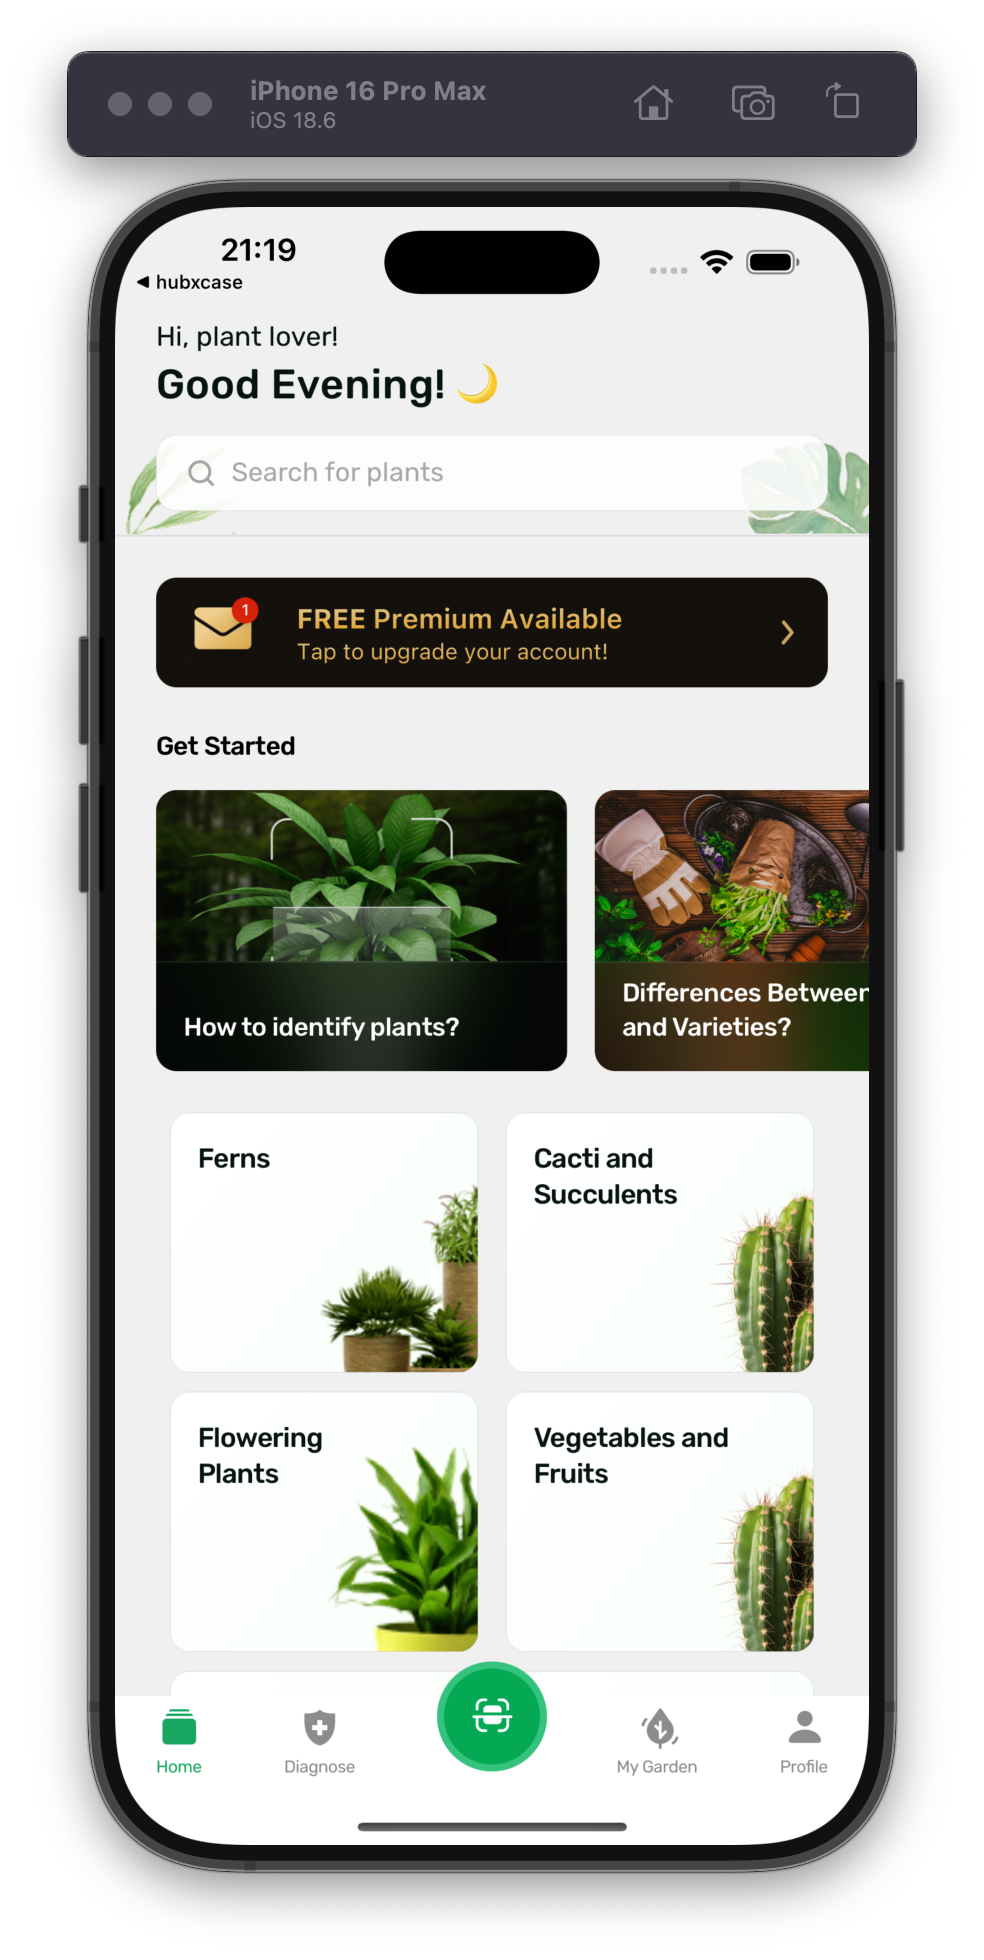 iPhone 16 Pro Max
iOS 18.6
21:19
◀ hubxcase
Hi, plant lover!
Good Evening! 🌙
Search for plants
1
FREE Premium Available
Tap to upgrade your account!
Get Started
How to identify plants?
Differences Between
and Varieties?
Ferns
Cacti and
Succulents
Flowering
Plants
Vegetables and
Fruits
Home
Diagnose
My Garden
Profile